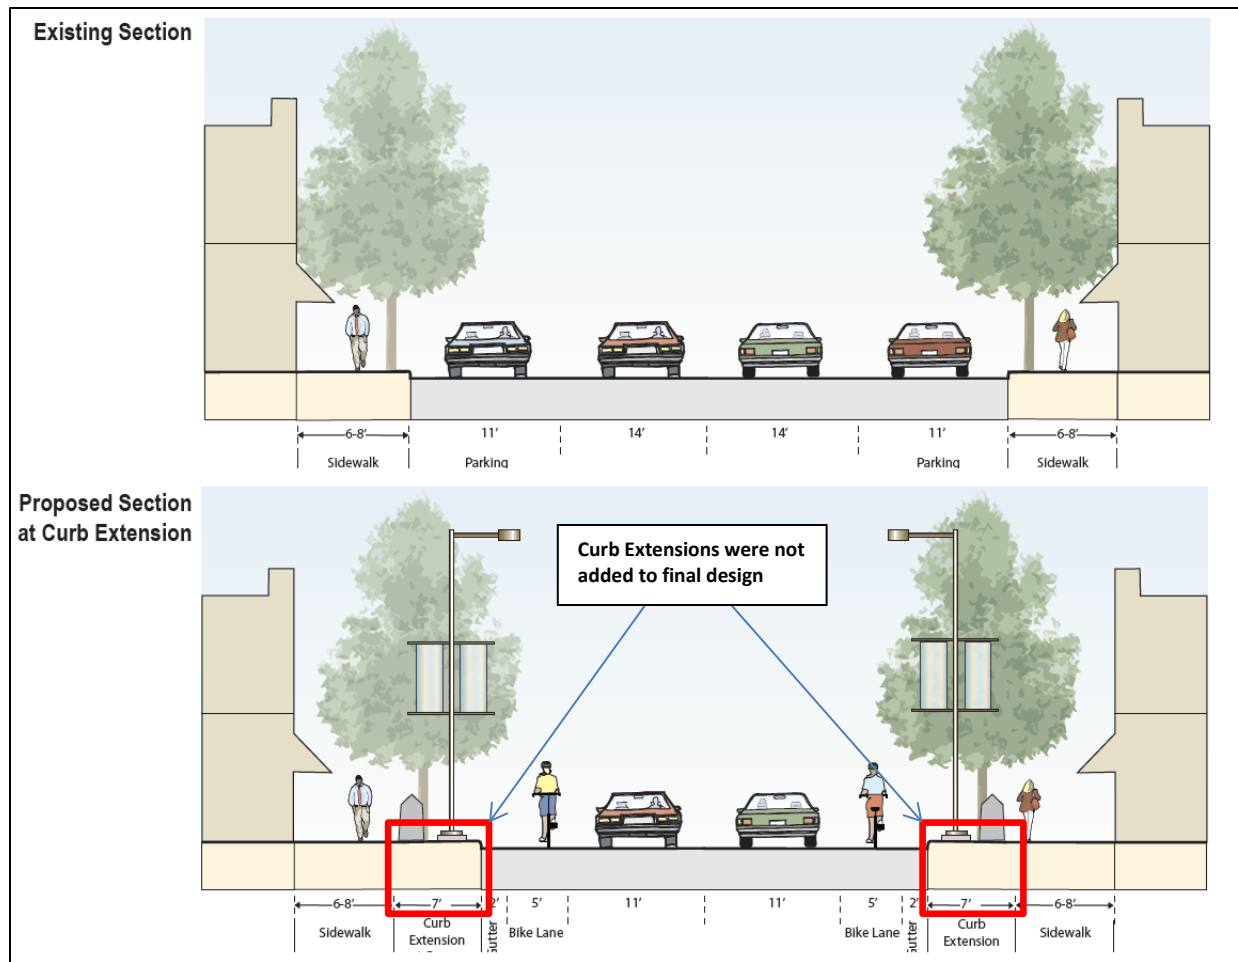 Existing Section
6-8'
11'
14'
14'
11'
6-8'
Sidewalk
Parking
Parking
Sidewalk
Proposed Section
at Curb Extension
Curb Extensions were not
added to final design
6-8'
7'
2'
5'
11'
11'
5'
2'
7'
6-8'
Sidewalk
Curb
Extension
Gutter
Bike Lane
Bike Lane
Gutter
Curb
Extension
Sidewalk